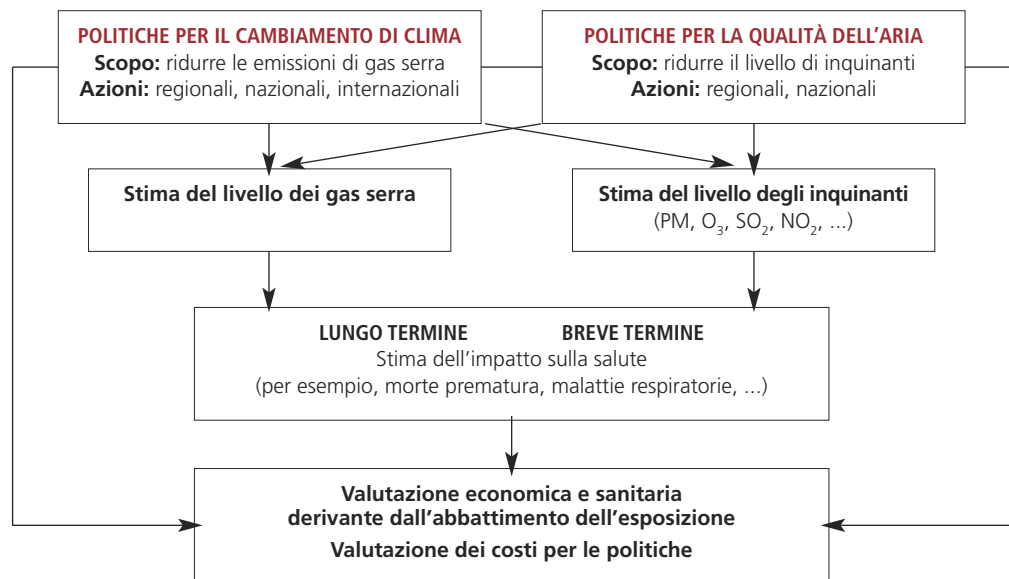 POLITICHE PER IL CAMBIAMENTO DI CLIMA
Scopo: ridurre le emissioni di gas serra
Azioni: regionali, nazionali, internazionali
POLITICHE PER LA QUALITÀ DELL'ARIA
Scopo: ridurre il livello di inquinanti
Azioni: regionali, nazionali
Stima del livello dei gas serra
Stima del livello degli inquinanti
(PM, O₃, SO₂, NO₂, ...)
LUNGO TERMINE BREVE TERMINE
Stima dell'impatto sulla salute
(per esempio, morte prematura, malattie respiratorie, ...)
Valutazione economica e sanitaria
derivante dall'abbattimento dell'esposizione
Valutazione dei costi per le politiche